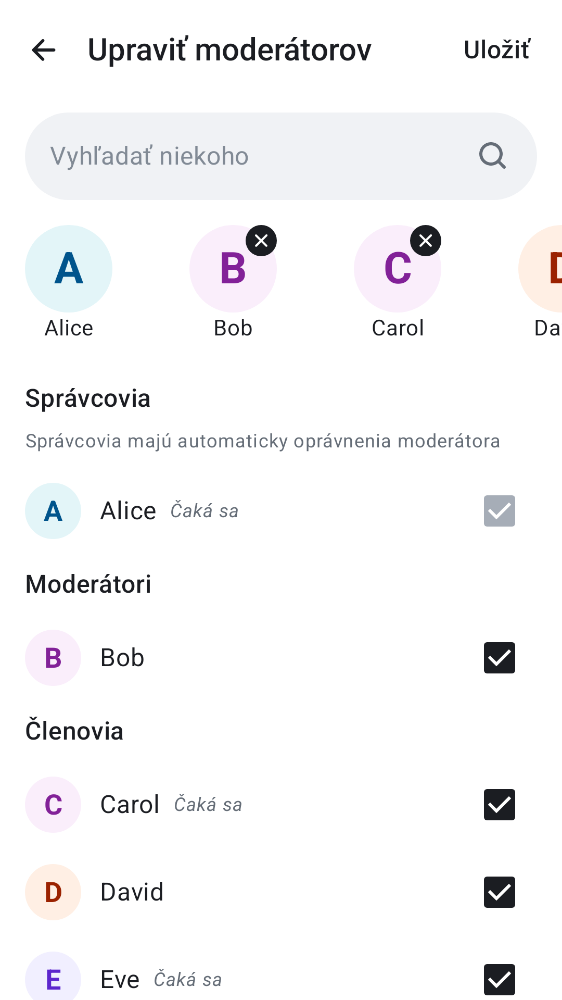 Upraviť moderátorov
Uložiť
Vyhľadať niekoho
A
B
C
D
Alice
Bob
Carol
Da
Správcovia
Správcovia majú automaticky oprávnenia moderátora
A Alice Čaká sa
Moderátori
B Bob
Členovia
C Carol Čaká sa
D David
E Eve Čaká sa